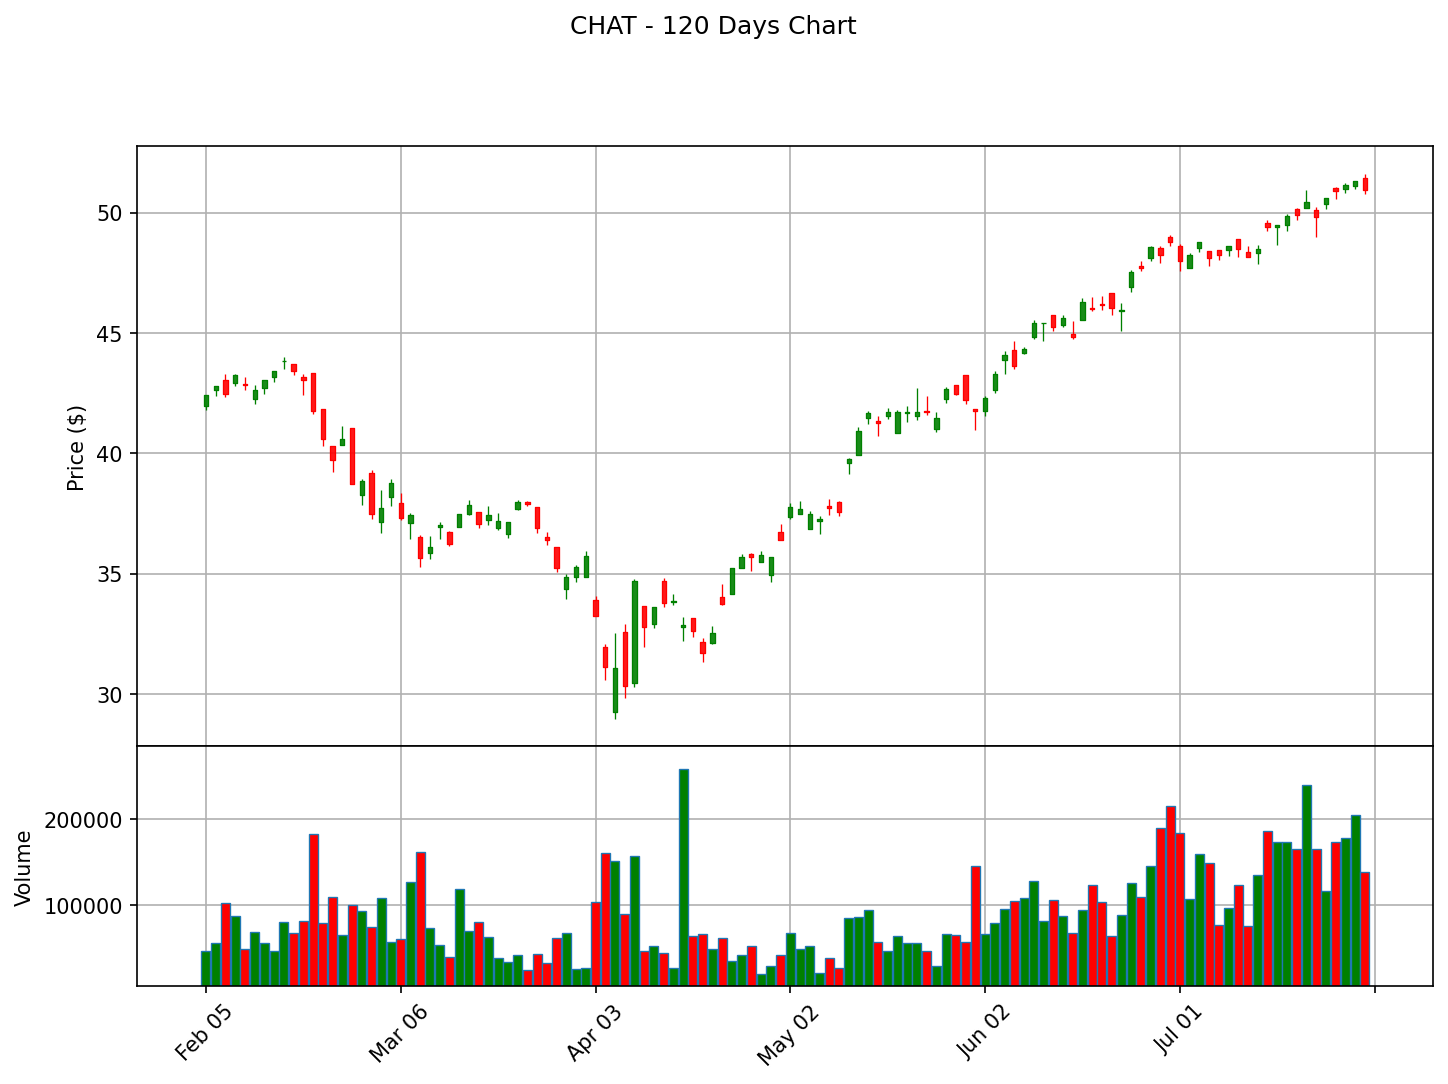 CHAT - 120 Days Chart
Price ($)
50
45
40
35
30
Volume
200000
100000
Feb 05
Mar 06
Apr 03
May 02
Jun 02
Jul 01